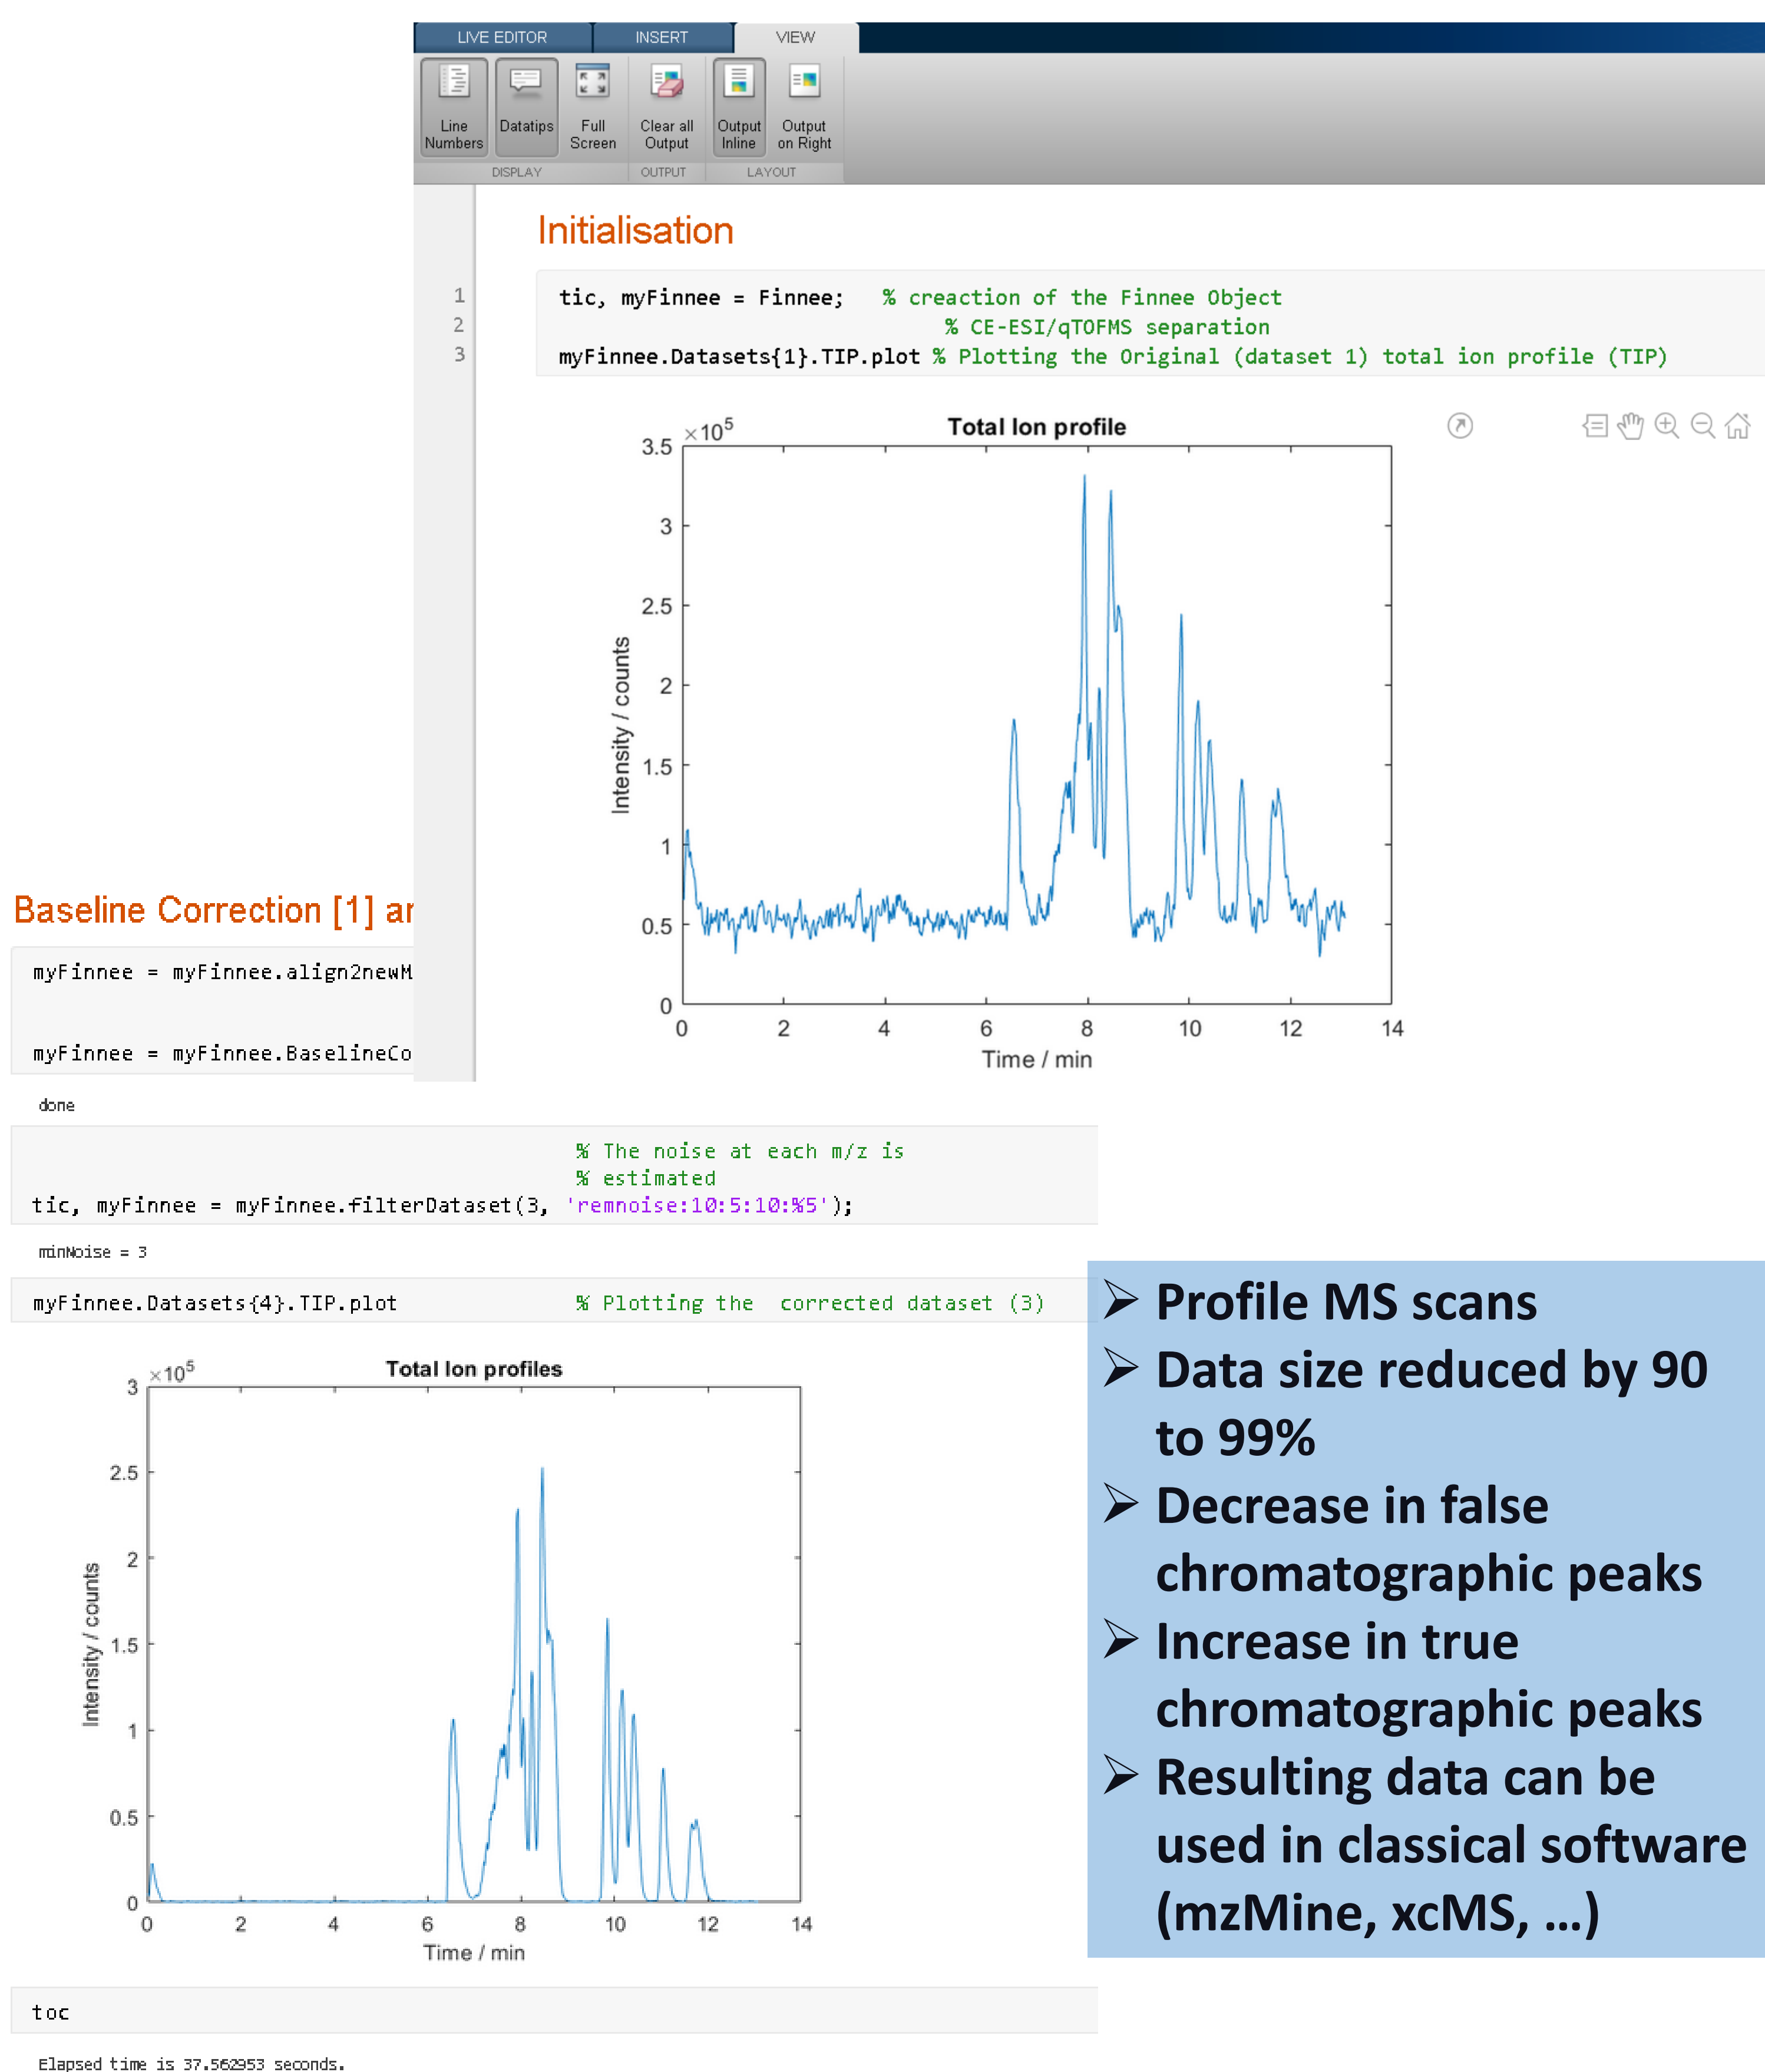 LIVE EDITOR INSERT VIEW
Line Numbers
Datatips
Full Screen
Clear all Output
Output Inline
Output on Right
DISPLAY OUTPUT LAYOUT
Initialisation
1 tic, myFinnee = Finnee; % creaction of the Finnee Object
2 % CE-ESI/qTOFMS separation
3 myFinnee.Datasets{1}.TIP.plot % Plotting the Original (dataset 1) total ion profile (TIP)
Total Ion profile
×10^5
3.5
3
2.5
2
1.5
1
0.5
0
Intensity / counts
0 2 4 6 8 10 12 14
Time / min
Baseline Correction [1] ar
myFinnee = myFinnee.align2newM
myFinnee = myFinnee.BaselineCo
done
% The noise at each m/z is
% estimated
tic, myFinnee = myFinnee.filterDataset(3, 'remnoise:10:5:10:%5');
minNoise = 3
myFinnee.Datasets{4}.TIP.plot % Plotting the corrected dataset (3)
Total Ion profiles
×10^5
3
2.5
2
1.5
1
0.5
0
Intensity / counts
0 2 4 6 8 10 12 14
Time / min
toc
Elapsed time is 37.562953 seconds.
➢ Profile MS scans
➢ Data size reduced by 90
to 99%
➢ Decrease in false
chromatographic peaks
➢ Increase in true
chromatographic peaks
➢ Resulting data can be
used in classical software
(mzMine, xcMS, …)